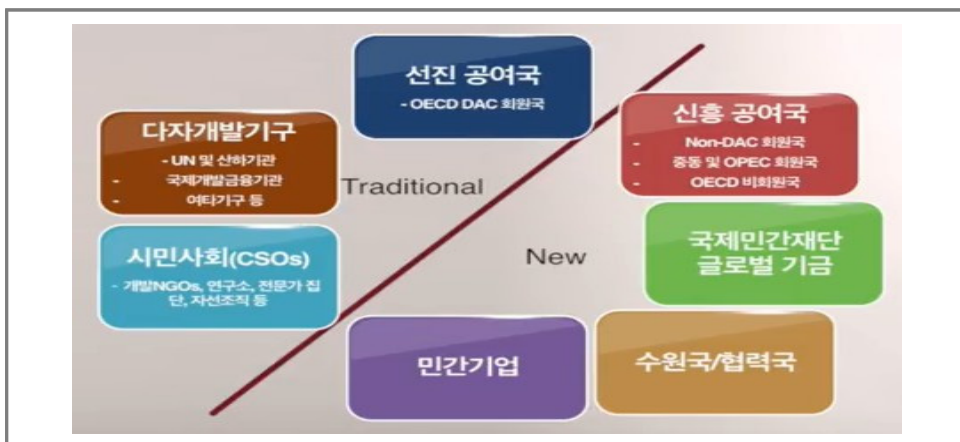 선진 공여국
- OECD DAC 회원국
다자개발기구
- UN 및 산하기관
- 국제개발금융기관
- 여타기구 등
신흥 공여국
- Non-DAC 회원국
- 중동 및 OPEC 회원국
- OECD 비회원국
Traditional
시민사회(CSOs)
- 개발NGOs, 연구소, 전문가 집
단, 자선조직 등
New
국제민간재단
글로벌 기금
민간기업
수원국/협력국